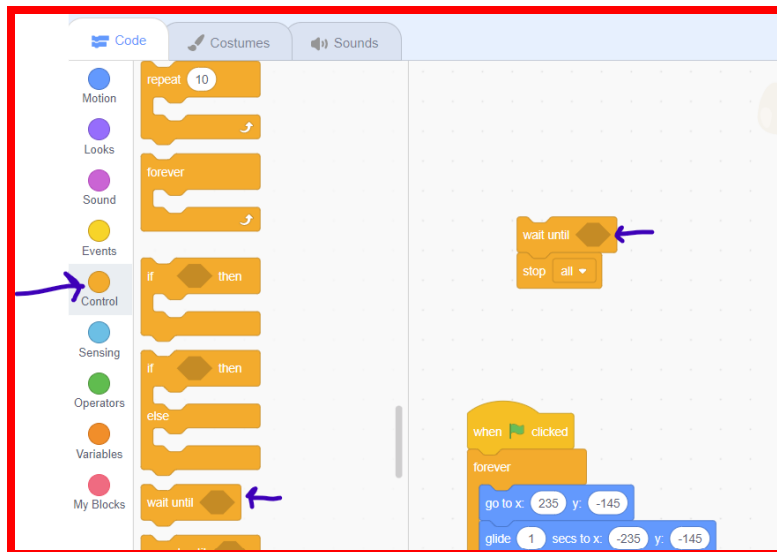 Code
Costumes
Sounds
Motion
Looks
Sound
Events
Control
Sensing
Operators
Variables
My Blocks
repeat 10
forever
if then
if then
else
wait until
wait until
stop all
when clicked
forever
go to x: 235 y: -145
glide 1 secs to x: -235 y: -145